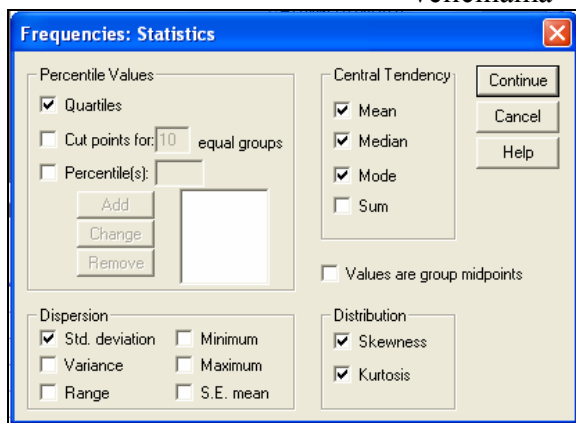 Frequencies: Statistics
Percentile Values
Quartiles
Cut points for: 10 equal groups
Percentile(s):
Add
Change
Remove
Central Tendency
Mean
Median
Mode
Sum
Continue
Cancel
Help
Values are group midpoints
Dispersion
Std. deviation
Minimum
Variance
Maximum
Range
S.E. mean
Distribution
Skewness
Kurtosis